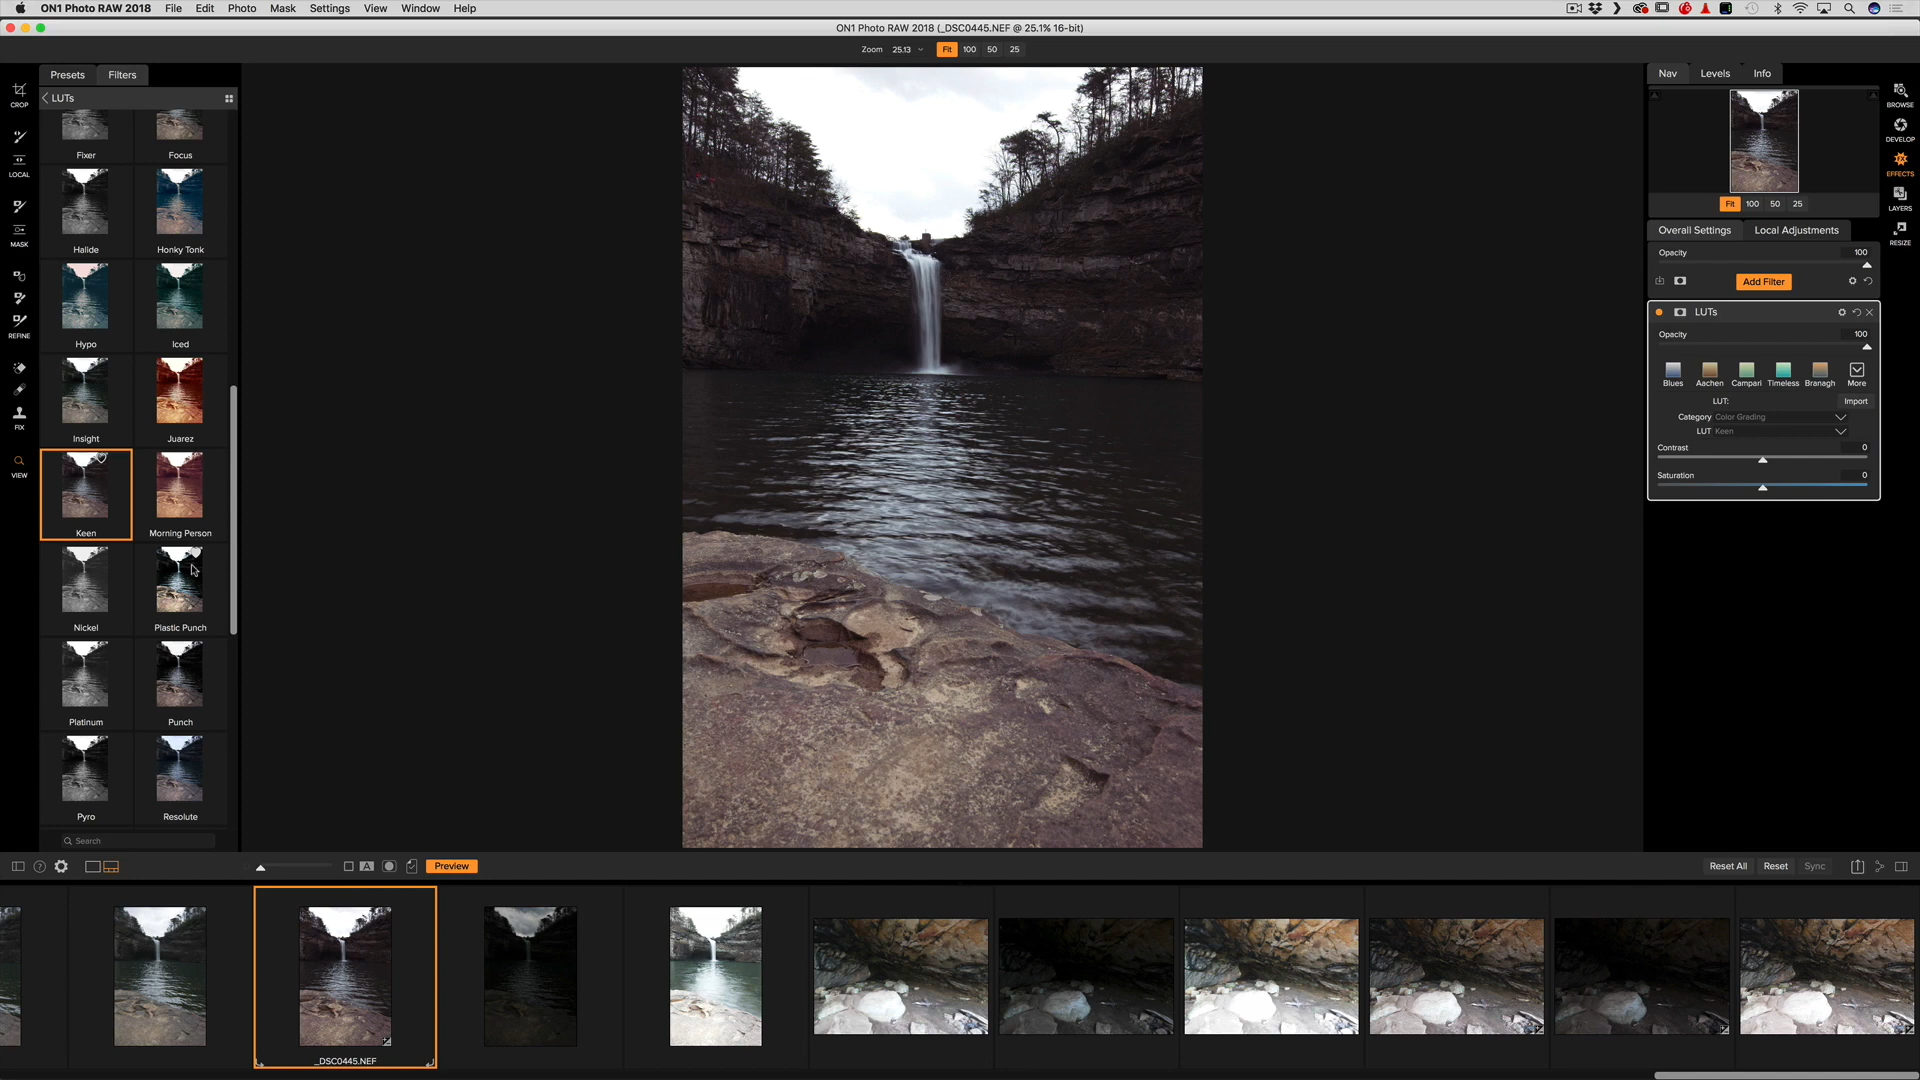 ON1 Photo RAW 2018 File Edit Photo Mask Settings View Window Help
ON1 Photo RAW 2018 (_DSC0445.NEF @ 25.1% 16-bit)
Zoom 25.13 Fit 100 50 25
Presets Filters
LUTs
Fixer Focus
Halide Honky Tonk
Hypo Iced
Insight Juarez
Keen Morning Person
Nickel Plastic Punch
Platinum Punch
Pyro Resolute
Search
CROP
LOCAL
MASK
REFINE
FIX
VIEW
Nav Levels Info
Fit 100 50 25
Overall Settings Local Adjustments
Opacity 100
Add Filter
LUTs
Opacity 100
Blues Aachen Campari Timeless Branagh More
LUT: Import
Category Color Grading
LUT Keen
Contrast 0
Saturation 0
BROWSE
DEVELOP
EFFECTS
LAYERS
RESIZE
? A Preview Reset All Reset Sync
_DSC0445.NEF